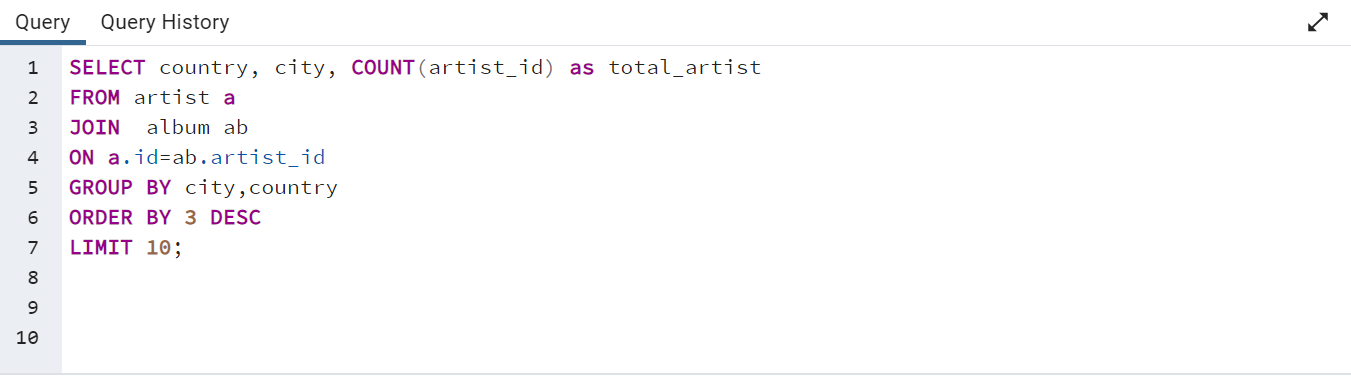 Query Query History
1 SELECT country, city, COUNT(artist_id) as total_artist
2 FROM artist a
3 JOIN  album ab
4 ON a.id=ab.artist_id
5 GROUP BY city,country
6 ORDER BY 3 DESC
7 LIMIT 10;
8
9
10